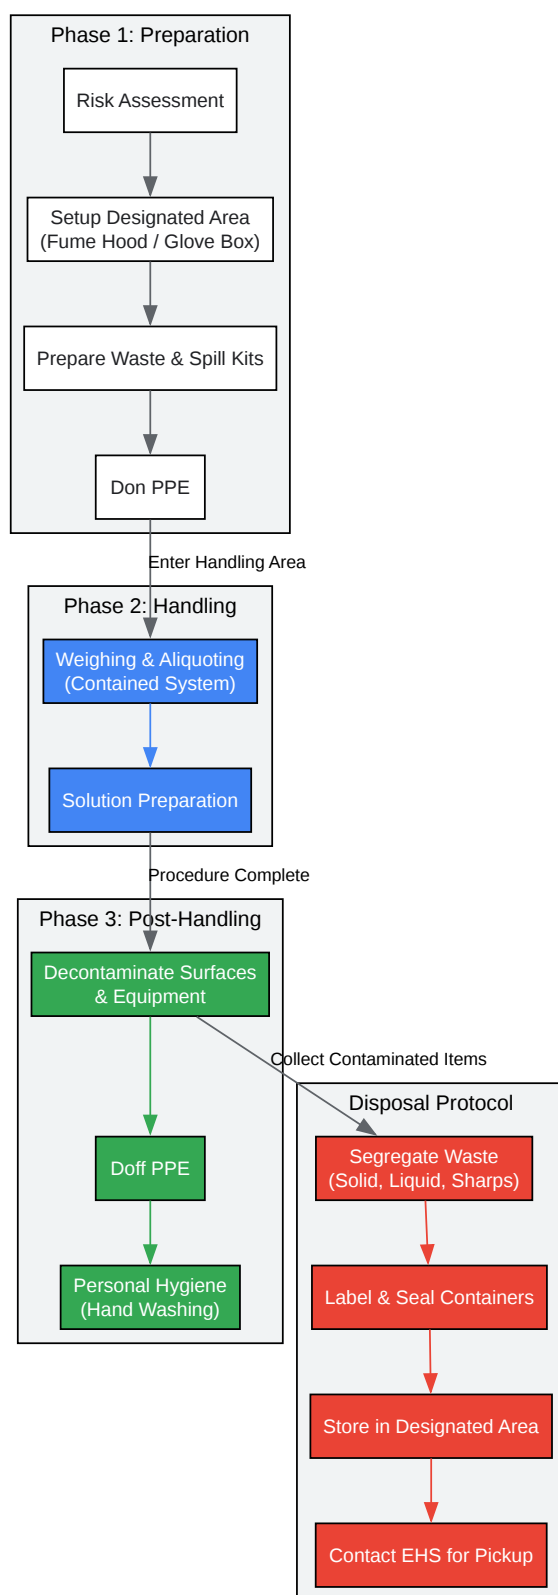 Phase 1: Preparation
Risk Assessment
Setup Designated Area
(Fume Hood / Glove Box)
Prepare Waste & Spill Kits
Don PPE
Enter Handling Area
Phase 2: Handling
Weighing & Aliquoting
(Contained System)
Solution Preparation
Procedure Complete
Phase 3: Post-Handling
Decontaminate Surfaces
& Equipment
Collect Contaminated Items
Doff PPE
Personal Hygiene
(Hand Washing)
Disposal Protocol
Segregate Waste
(Solid, Liquid, Sharps)
Label & Seal Containers
Store in Designated Area
Contact EHS for Pickup